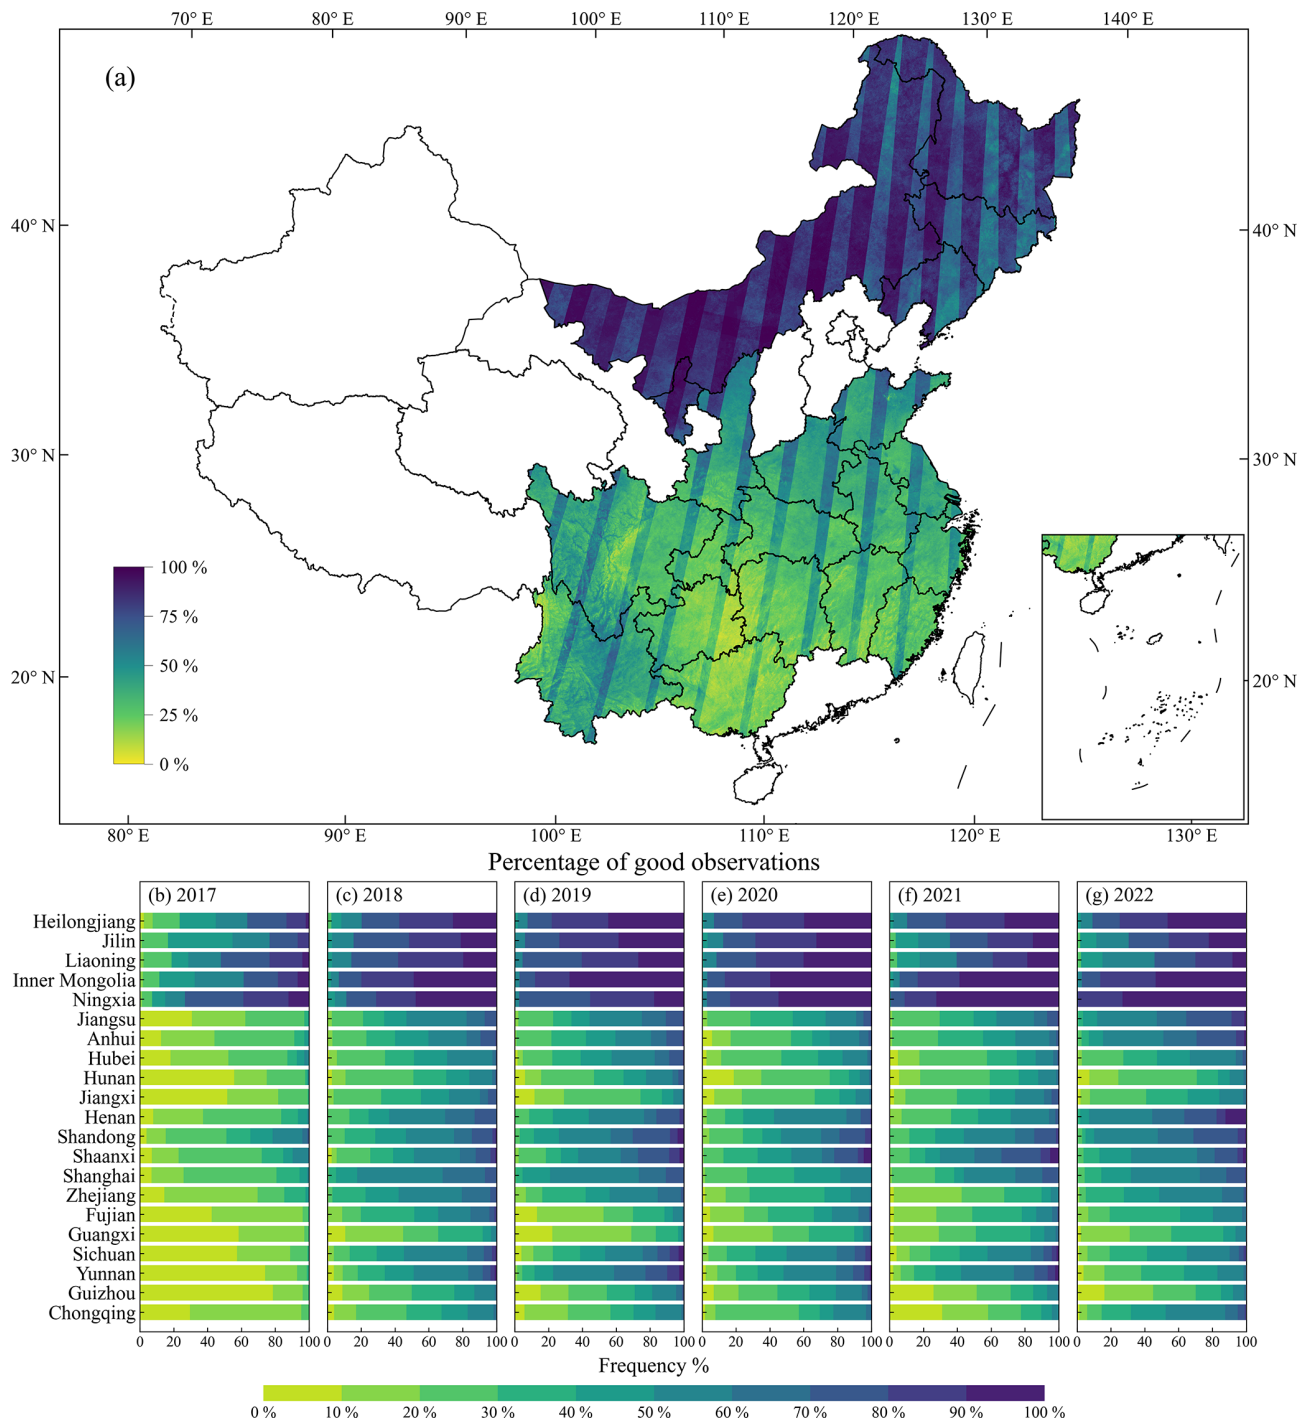 70° E 80° E 90° E 100° E 110° E 120° E 130° E 140° E
(a)
40° N 40° N
30° N 30° N
20° N 20° N
100 %
75 %
50 %
25 %
0 %
80° E 90° E 100° E 110° E 120° E 130° E
Percentage of good observations
(b) 2017 (c) 2018 (d) 2019 (e) 2020 (f) 2021 (g) 2022
Heilongjiang
Jilin
Liaoning
Inner Mongolia
Ningxia
Jiangsu
Anhui
Hubei
Hunan
Jiangxi
Henan
Shandong
Shaanxi
Shanghai
Zhejiang
Fujian
Guangxi
Sichuan
Yunnan
Guizhou
Chongqing
0 20 40 60 80 100 0 20 40 60 80 100 0 20 40 60 80 100 0 20 40 60 80 100 0 20 40 60 80 100 0 20 40 60 80 100
Frequency %
0 % 10 % 20 % 30 % 40 % 50 % 60 % 70 % 80 % 90 % 100 %